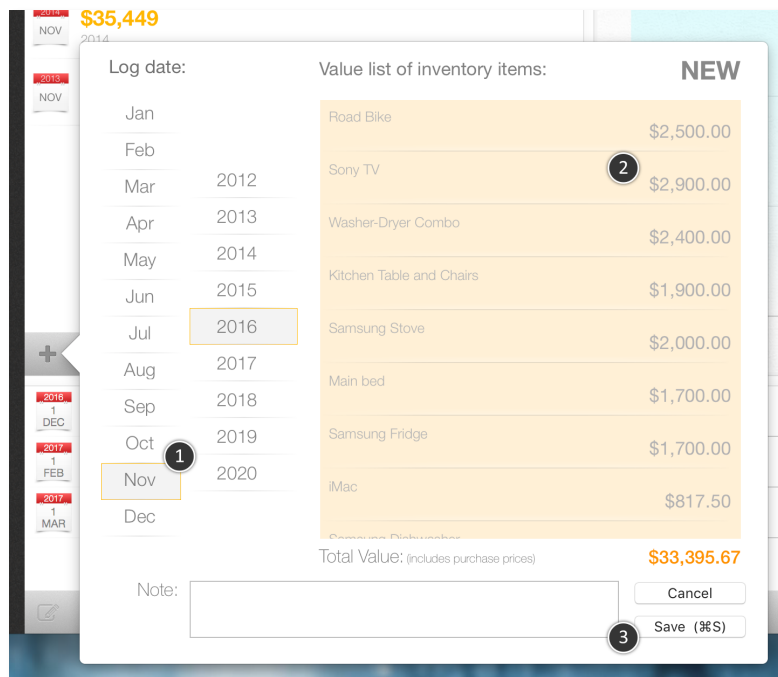 2014
NOV
$35,449
2014
2013
NOV
Log date:
Value list of inventory items:
NEW
Jan
Feb
Mar
Apr
May
Jun
Jul
Aug
Sep
Oct
Nov
Dec
2012
2013
2014
2015
2016
2017
2018
2019
2020
1
Road Bike
$2,500.00
2
Sony TV
$2,900.00
Washer-Dryer Combo
$2,400.00
Kitchen Table and Chairs
$1,900.00
Samsung Stove
$2,000.00
Main bed
$1,700.00
Samsung Fridge
$1,700.00
iMac
$817.50
Samsung Dishwasher
Total Value: (includes purchase prices)
$33,395.67
Note:
Cancel
3
Save (⌘S)
+
2016
1
DEC
2017
1
FEB
2017
1
MAR